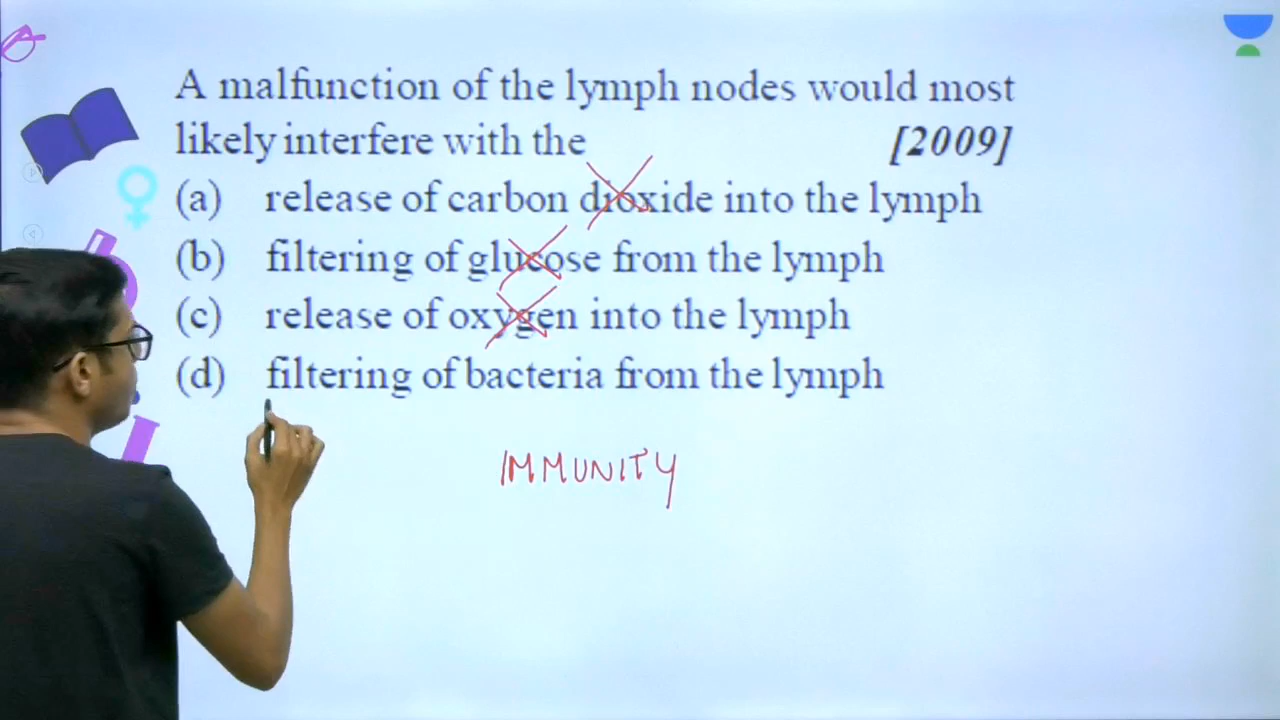 A malfunction of the lymph nodes would most
likely interfere with the [2009]
(a) release of carbon dioxide into the lymph
(b) filtering of glucose from the lymph
(c) release of oxygen into the lymph
(d) filtering of bacteria from the lymph
IMMUNITY